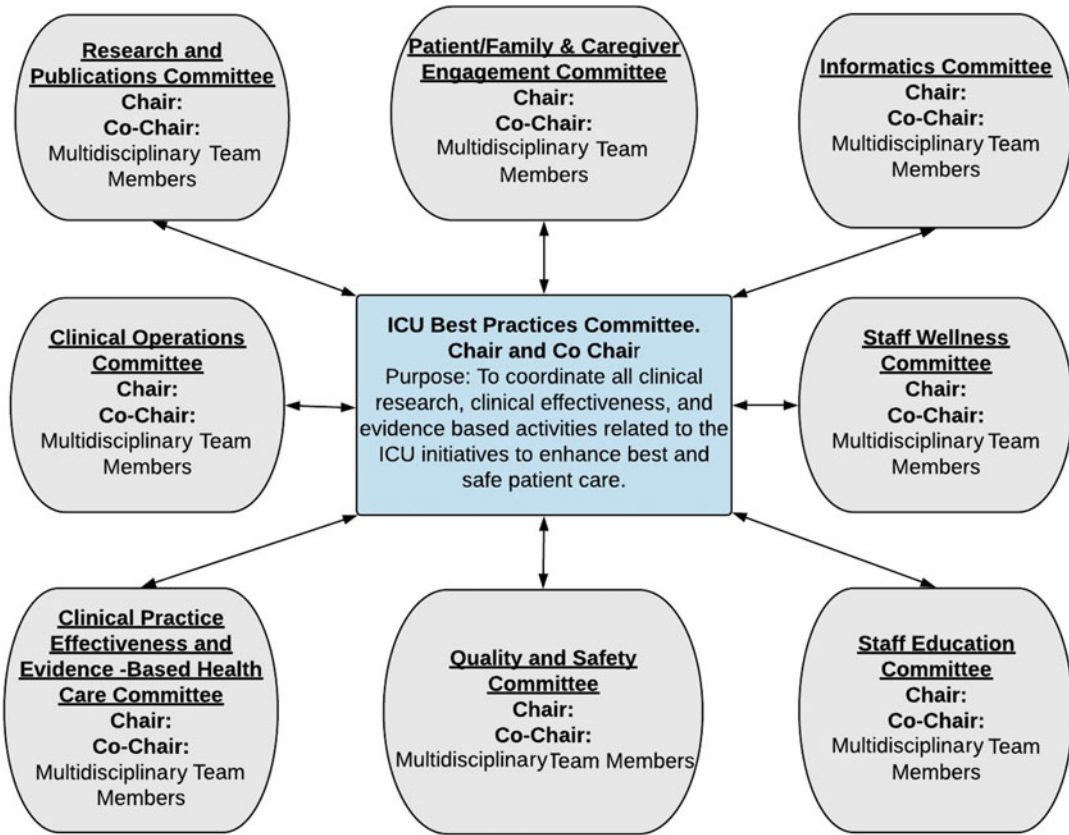 Research and
Publications Committee
Chair:
Co-Chair:
Multidisciplinary Team
Members
Patient/Family & Caregiver
Engagement Committee
Chair:
Co-Chair:
Multidisciplinary Team
Members
Informatics Committee
Chair:
Co-Chair:
Multidisciplinary Team
Members
Clinical Operations
Committee
Chair:
Co-Chair:
Multidisciplinary Team
Members
ICU Best Practices Committee.
Chair and Co Chair
Purpose: To coordinate all clinical
research, clinical effectiveness, and
evidence based activities related to the
ICU initiatives to enhance best and
safe patient care.
Staff Wellness
Committee
Chair:
Co-Chair:
Multidisciplinary Team
Members
Clinical Practice
Effectiveness and
Evidence -Based Health
Care Committee
Chair:
Co-Chair:
Multidisciplinary Team
Members
Quality and Safety
Committee
Chair:
Co-Chair:
Multidisciplinary Team Members
Staff Education
Committee
Chair:
Co-Chair:
Multidisciplinary Team
Members